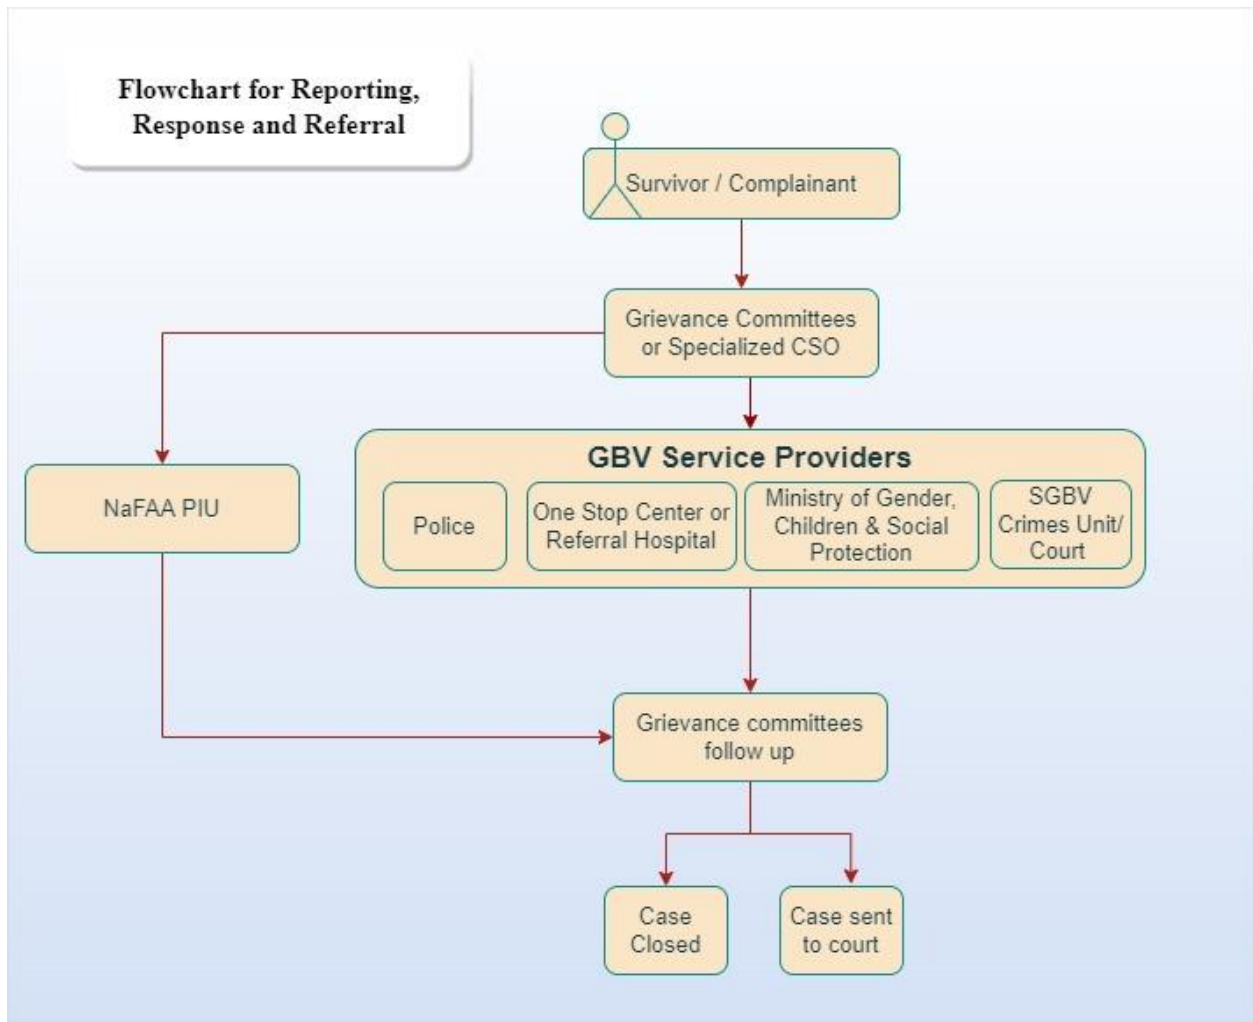 Flowchart for Reporting,
Response and Referral
Survivor / Complainant
Grievance Committees
or Specialized CSO
NaFAA PIU
GBV Service Providers
Police
One Stop Center or
Referral Hospital
Ministry of Gender,
Children & Social
Protection
SGBV
Crimes Unit/
Court
Grievance committees
follow up
Case
Closed
Case sent
to court